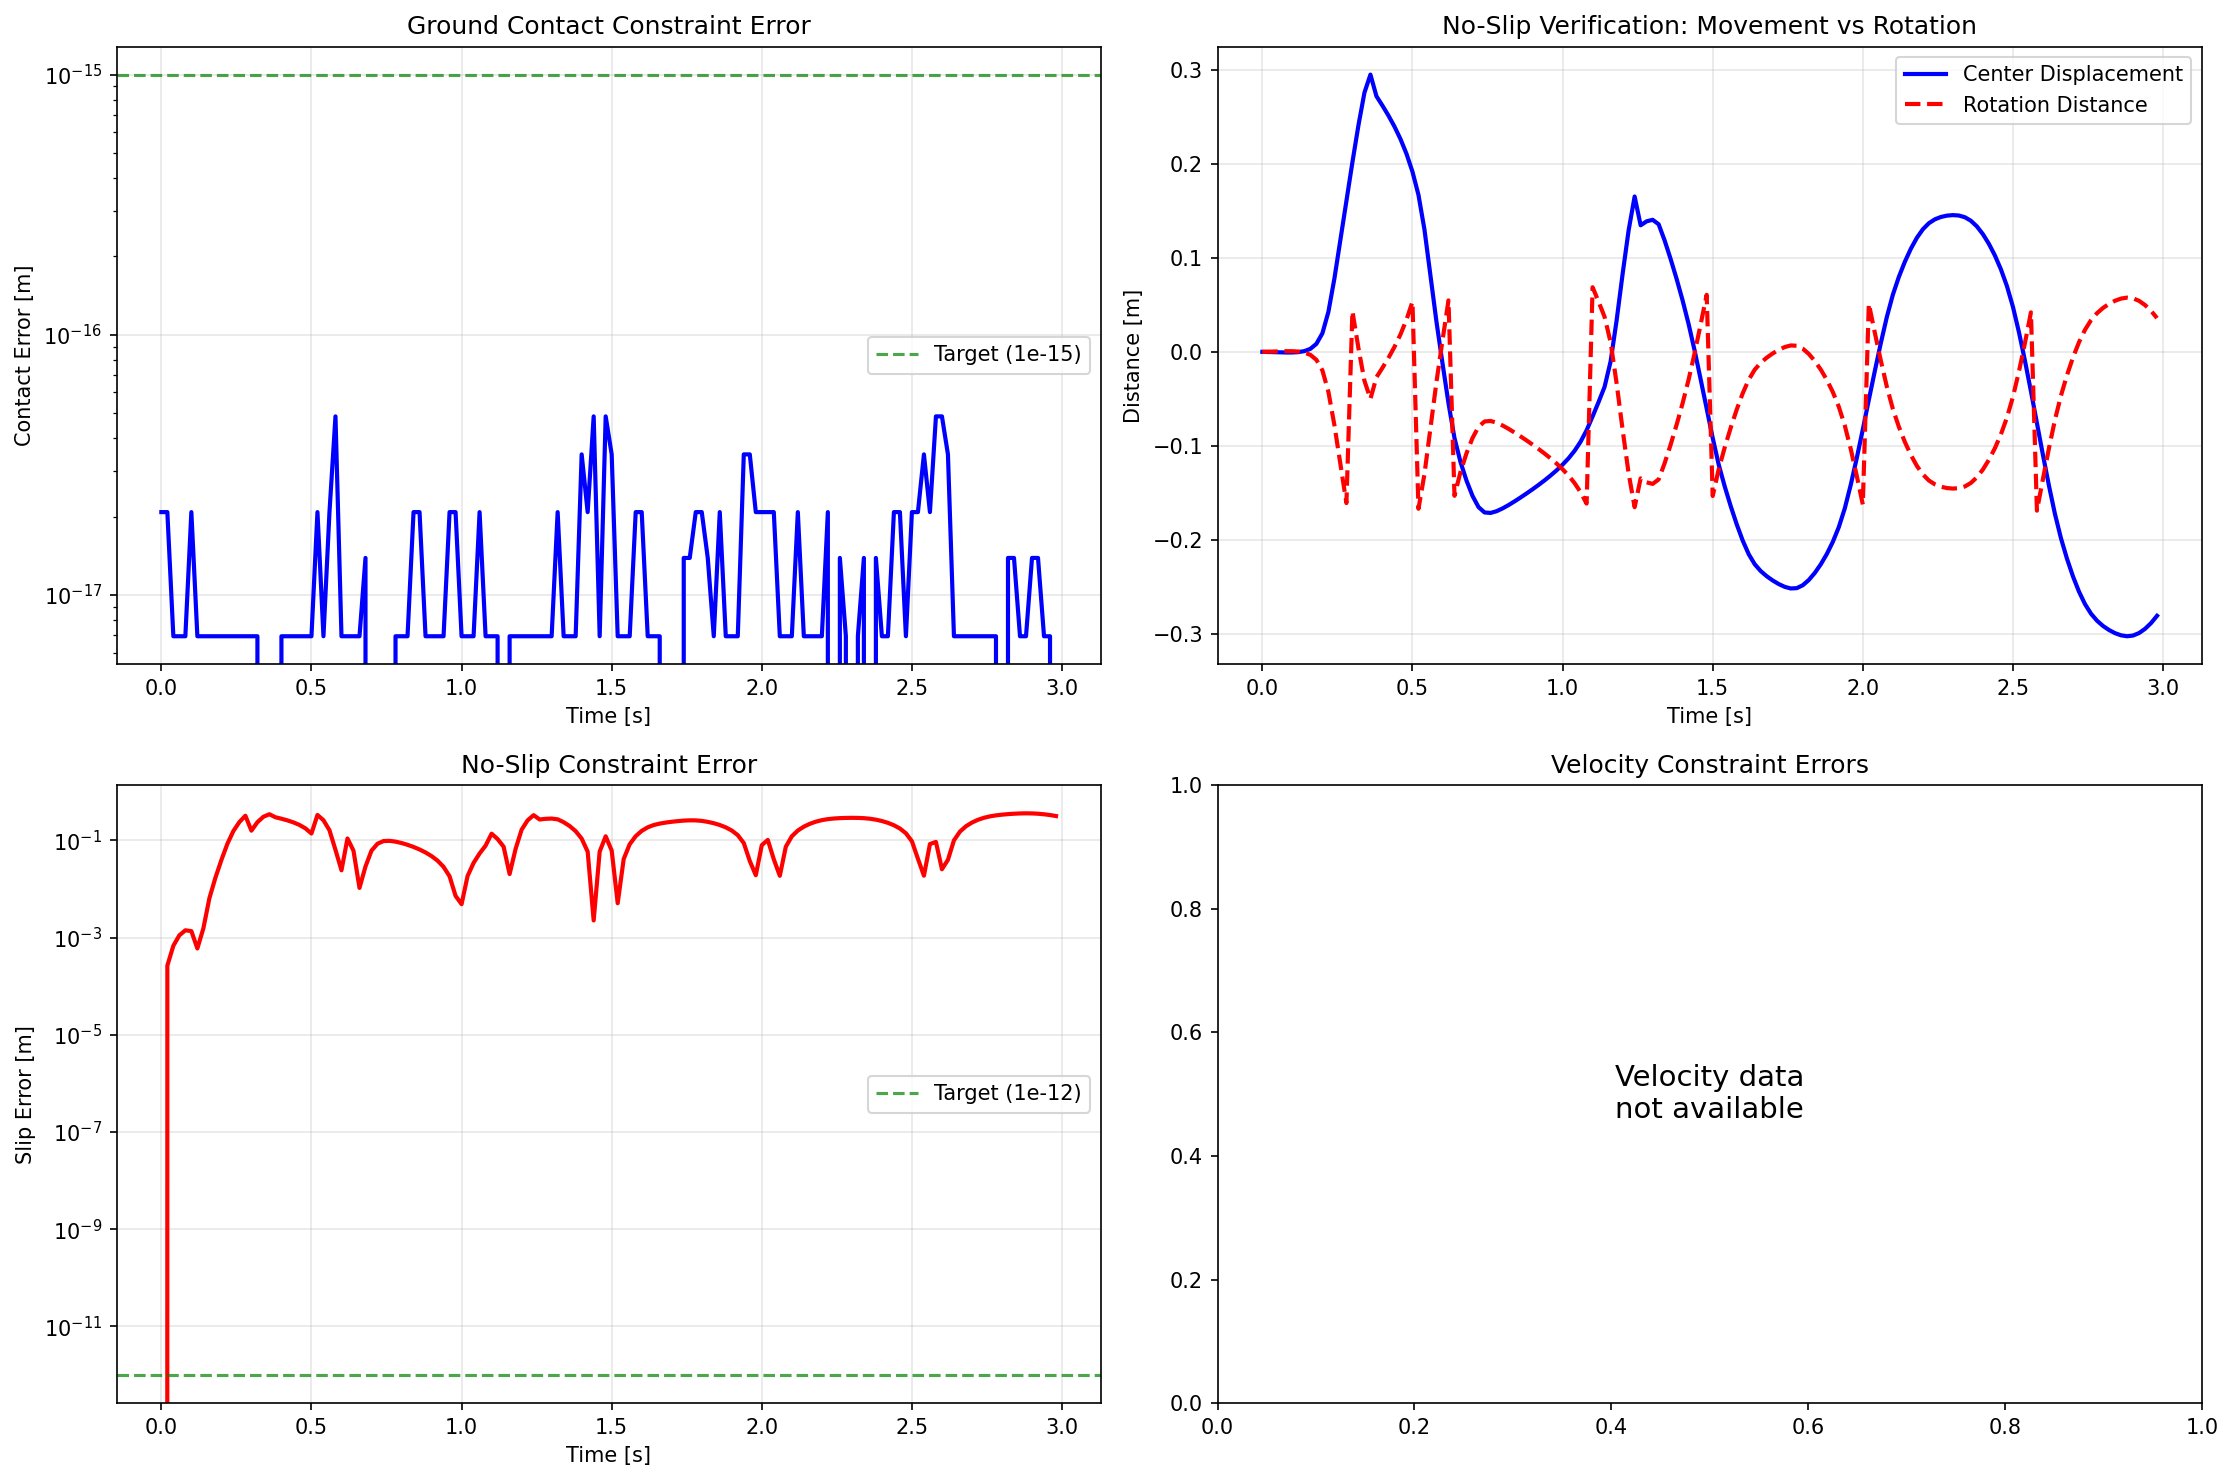 Ground Contact Constraint Error
10⁻¹⁵
10⁻¹⁶
10⁻¹⁷
Contact Error [m]
Target (1e-15)
0.0 0.5 1.0 1.5 2.0 2.5 3.0
Time [s]
No-Slip Verification: Movement vs Rotation
0.3
0.2
0.1
0.0
−0.1
−0.2
−0.3
Distance [m]
Center Displacement
Rotation Distance
0.0 0.5 1.0 1.5 2.0 2.5 3.0
Time [s]
No-Slip Constraint Error
10⁻¹
10⁻³
10⁻⁵
10⁻⁷
10⁻⁹
10⁻¹¹
Slip Error [m]
Target (1e-12)
0.0 0.5 1.0 1.5 2.0 2.5 3.0
Time [s]
Velocity Constraint Errors
1.0
0.8
0.6
0.4
0.2
0.0
Velocity data
not available
0.0 0.2 0.4 0.6 0.8 1.0